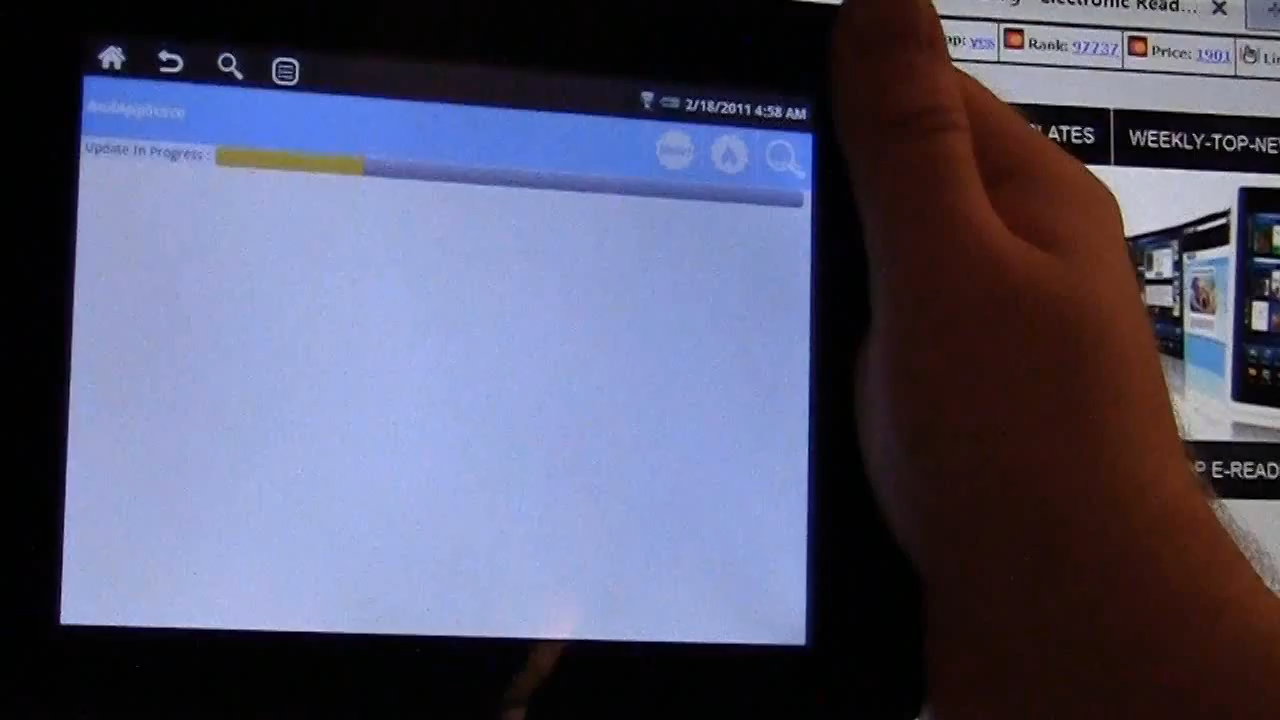 Electronic Read...
yes Rank: 97737 Price: 1901
2/18/2011 4:58 AM
Update In Progress :
WEEKLY-TOP-NE
E-READ